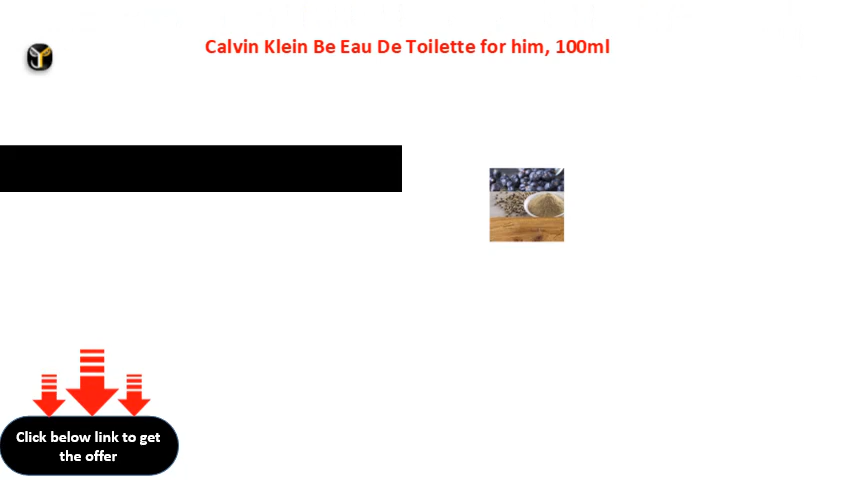 Calvin Klein Be Eau De Toilette for him, 100ml
Click below link to get
the offer